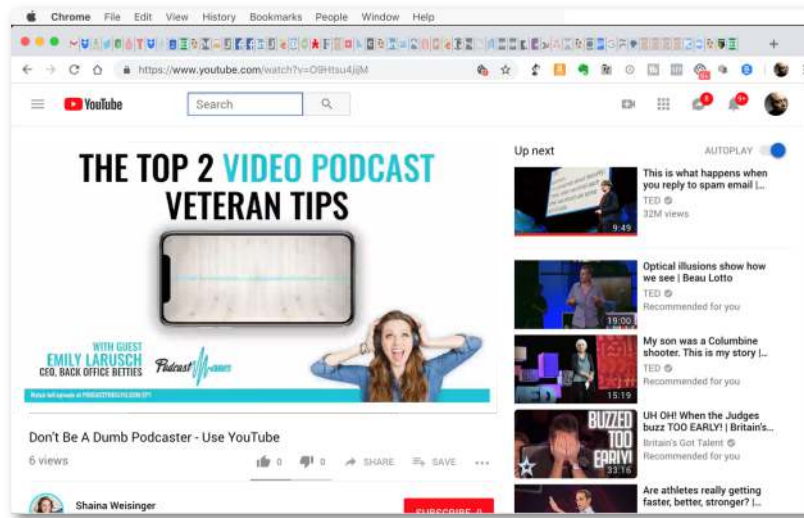 Chrome File Edit View History Bookmarks People Window Help
https://www.youtube.com/watch?v=O9Htsu4jijM
YouTube
Search
8
9+
THE TOP 2 VIDEO PODCAST
VETERAN TIPS
WITH GUEST
EMILY LARUSCH
CEO, BACK OFFICE BETTIES
Don't Be A Dumb Podcaster - Use YouTube
6 views
0
0
SHARE
SAVE
Shaina Weisinger
SUBSCRIBE 0
Up next
AUTOPLAY
This is what happens when
you reply to spam email |...
TED
32M views
9:49
Optical illusions show how
we see | Beau Lotto
TED
Recommended for you
19:00
My son was a Columbine
shooter. This is my story |...
TED
Recommended for you
15:19
BUZZED
TOO
EARLY!
33:16
UH OH! When the Judges
buzz TOO EARLY! | Britain's...
Britain's Got Talent
Recommended for you
Are athletes really getting
faster, better, stronger? |...